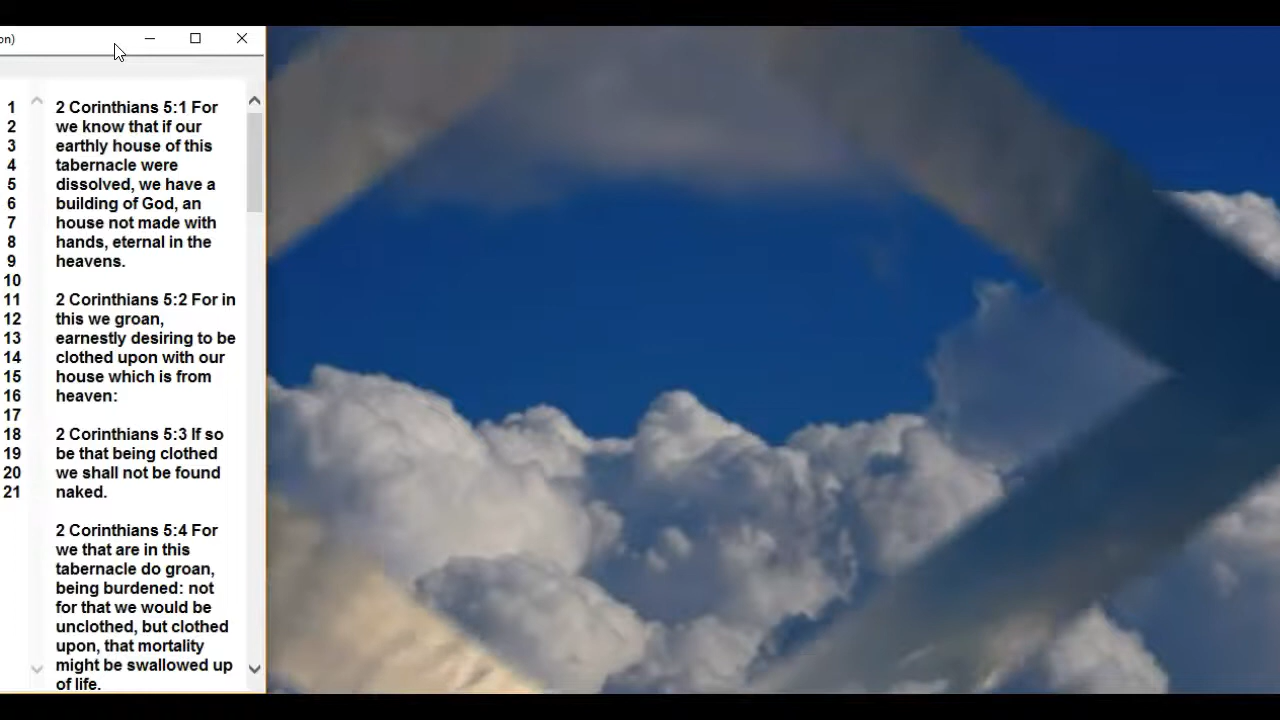 on)
1
2
3
4
5
6
7
8
9
10
11
12
13
14
15
16
17
18
19
20
21
2 Corinthians 5:1 For
we know that if our
earthly house of this
tabernacle were
dissolved, we have a
building of God, an
house not made with
hands, eternal in the
heavens.
2 Corinthians 5:2 For in
this we groan,
earnestly desiring to be
clothed upon with our
house which is from
heaven:
2 Corinthians 5:3 If so
be that being clothed
we shall not be found
naked.
2 Corinthians 5:4 For
we that are in this
tabernacle do groan,
being burdened: not
for that we would be
unclothed, but clothed
upon, that mortality
might be swallowed up
of life.